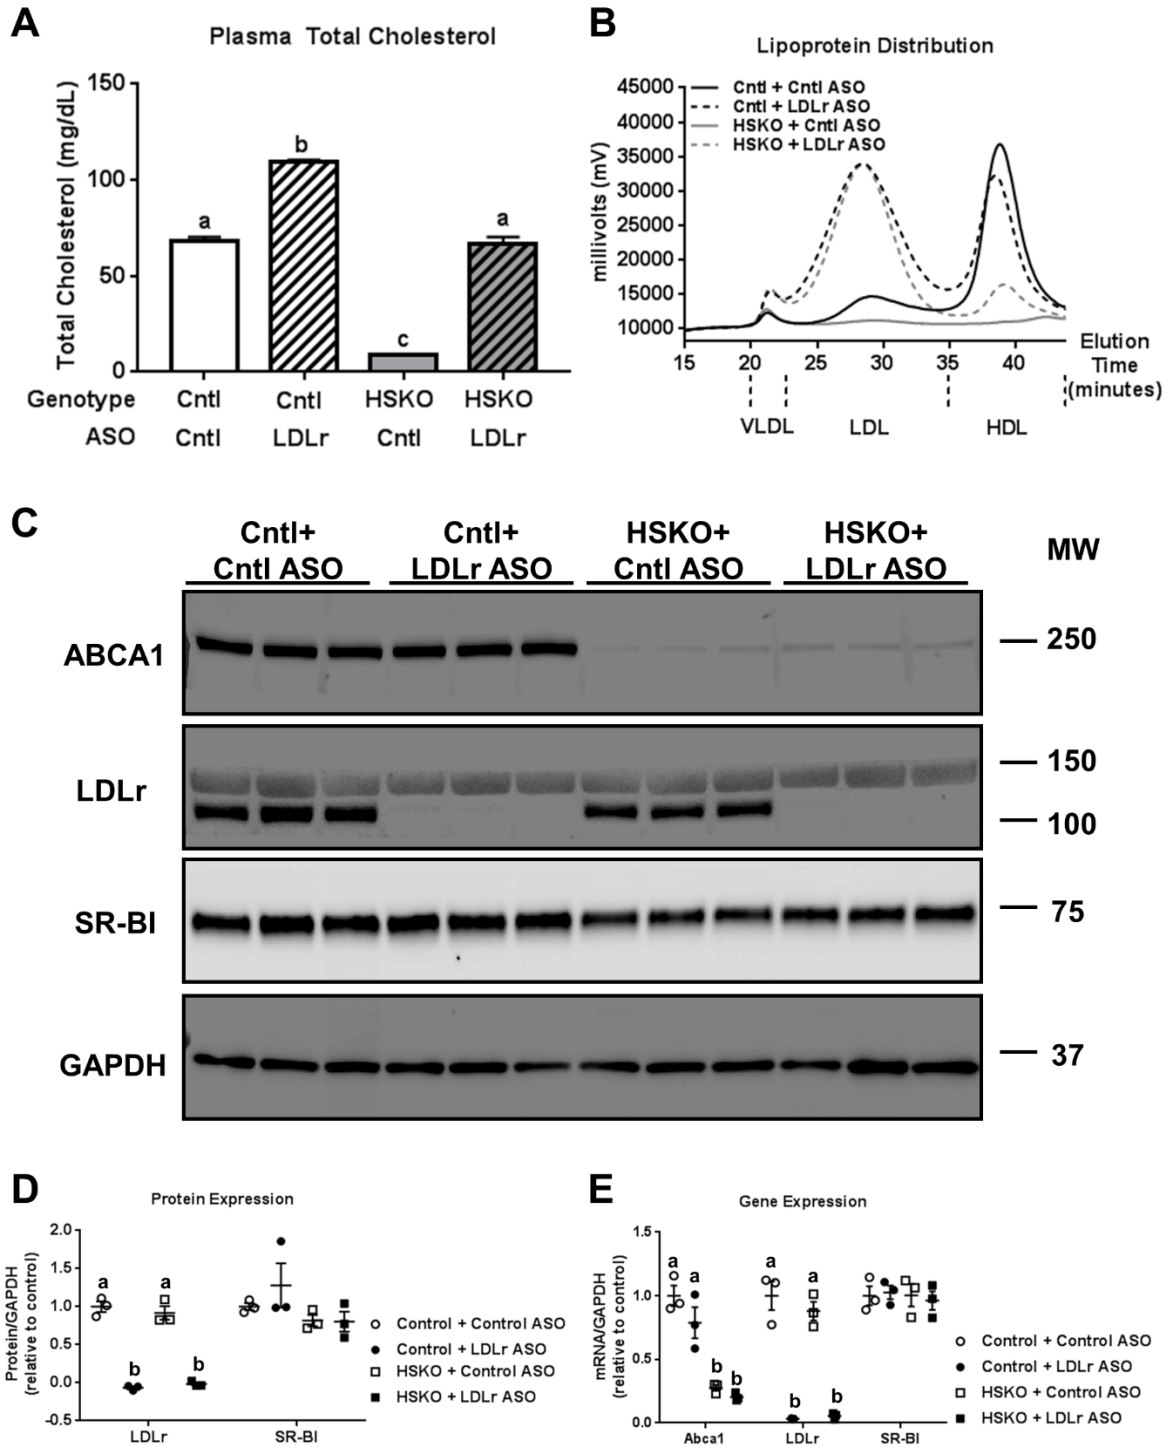 A
Plasma Total Cholesterol
Total Cholesterol (mg/dL)
150
100
50
0
a
b
c
a
Genotype Cntl Cntl HSKO HSKO
ASO Cntl LDLr Cntl LDLr
B
Lipoprotein Distribution
millivolts (mV)
45000
40000
35000
30000
25000
20000
15000
10000
Cntl + Cntl ASO
Cntl + LDLr ASO
HSKO + Cntl ASO
HSKO + LDLr ASO
15 20 25 30 35 40
Elution
Time
(minutes)
VLDL LDL HDL
C
Cntl+ Cntl+ HSKO+ HSKO+
Cntl ASO LDLr ASO Cntl ASO LDLr ASO
MW
ABCA1
250
LDLr
150
100
SR-BI
75
GAPDH
37
D
Protein Expression
Protein/GAPDH
(relative to control)
2.0
1.5
1.0
0.5
0.0
-0.5
a
b
a
b
LDLr SR-BI
Control + Control ASO
Control + LDLr ASO
HSKO + Control ASO
HSKO + LDLr ASO
E
Gene Expression
mRNA/GAPDH
(relative to control)
1.5
1.0
0.5
0.0
a
a
b
b
a
b
a
b
Abca1 LDLr SR-BI
Control + Control ASO
Control + LDLr ASO
HSKO + Control ASO
HSKO + LDLr ASO